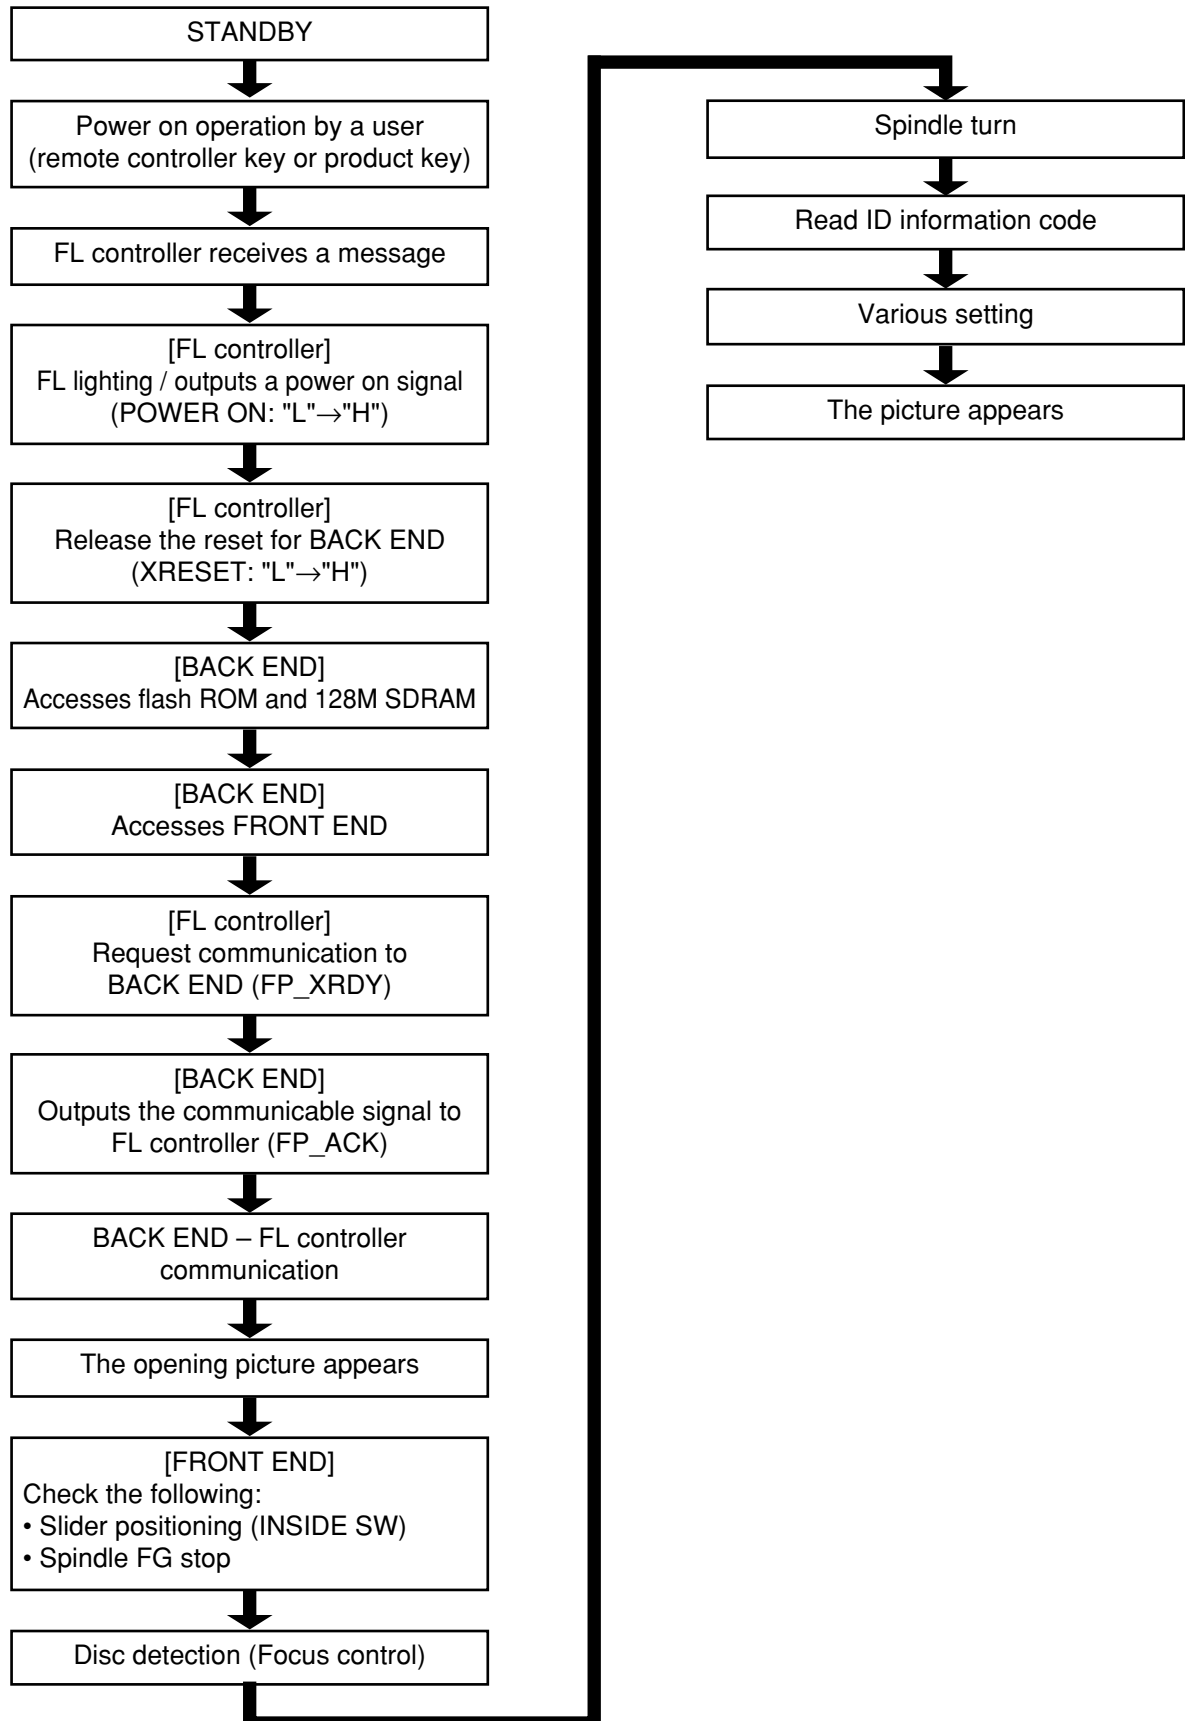 STANDBY
Power on operation by a user
(remote controller key or product key)
FL controller receives a message
[FL controller]
FL lighting / outputs a power on signal
(POWER ON: "L"→"H")
[FL controller]
Release the reset for BACK END
(XRESET: "L"→"H")
[BACK END]
Accesses flash ROM and 128M SDRAM
[BACK END]
Accesses FRONT END
[FL controller]
Request communication to
BACK END (FP_XRDY)
[BACK END]
Outputs the communicable signal to
FL controller (FP_ACK)
BACK END – FL controller
communication
The opening picture appears
[FRONT END]
Check the following:
• Slider positioning (INSIDE SW)
• Spindle FG stop
Disc detection (Focus control)
Spindle turn
Read ID information code
Various setting
The picture appears